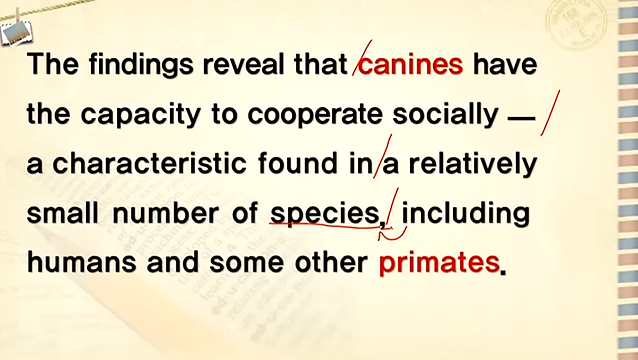 The findings reveal that canines have
the capacity to cooperate socially —
a characteristic found in a relatively
small number of species, including
humans and some other primates.